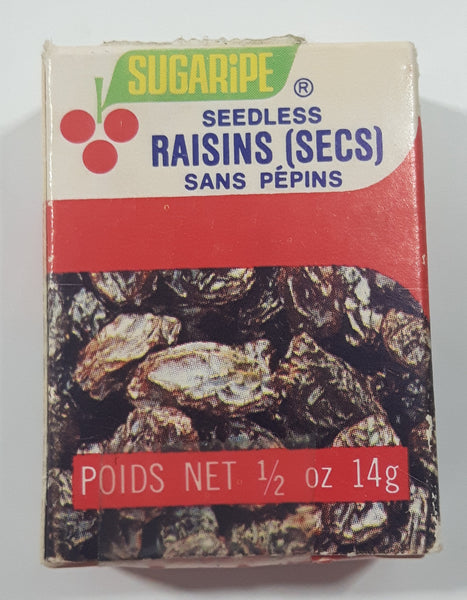 SUGARiPE ®
SEEDLESS
RAISINS (SECS)
SANS PÉPINS
POIDS NET ½ oz 14g